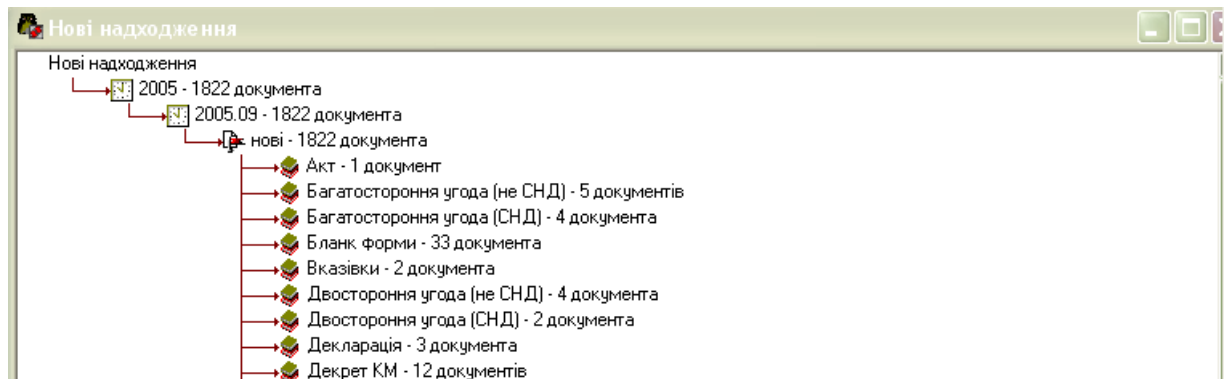 Нові надходження
Нові надходження
2005 - 1822 документа
2005.09 - 1822 документа
нові - 1822 документа
Акт - 1 документ
Багатостороння угода (не СНД) - 5 документів
Багатостороння угода (СНД) - 4 документа
Бланк форми - 33 документа
Вказівки - 2 документа
Двостороння угода (не СНД) - 4 документа
Двостороння угода (СНД) - 2 документа
Декларація - 3 документа
Декрет КМ - 12 документів